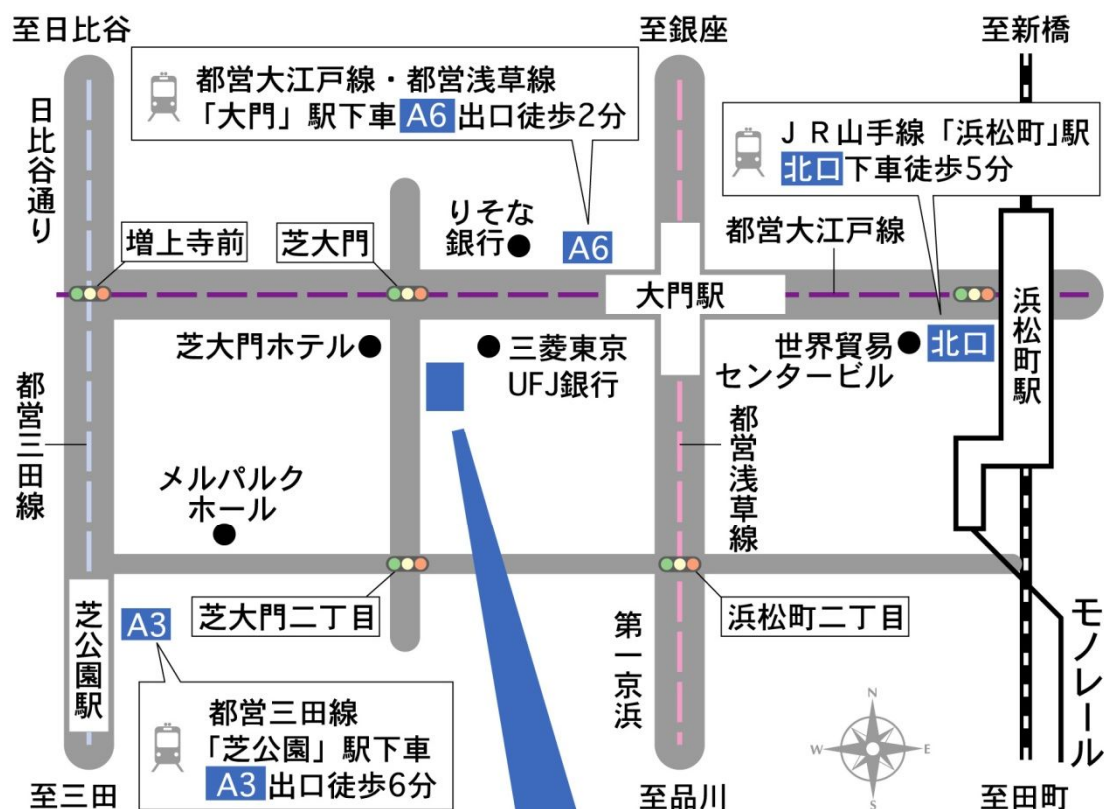 至日比谷
至銀座
至新橋
都営大江戸線・都営浅草線
「大門」駅下車 A6 出口徒歩2分
ＪＲ山手線「浜松町」駅
北口下車徒歩5分
日比谷通り
りそな
銀行
A6
都営大江戸線
増上寺前
芝大門
大門駅
浜松町駅
芝大門ホテル
三菱東京
UFJ銀行
世界貿易
センタービル
北口
都営三田線
都営浅草線
メルパルク
ホール
芝大門二丁目
浜松町二丁目
芝公園駅
A3
第一京浜
モノレール
都営三田線
「芝公園」駅下車
A3 出口徒歩6分
N
W
E
S
至三田
至品川
至田町